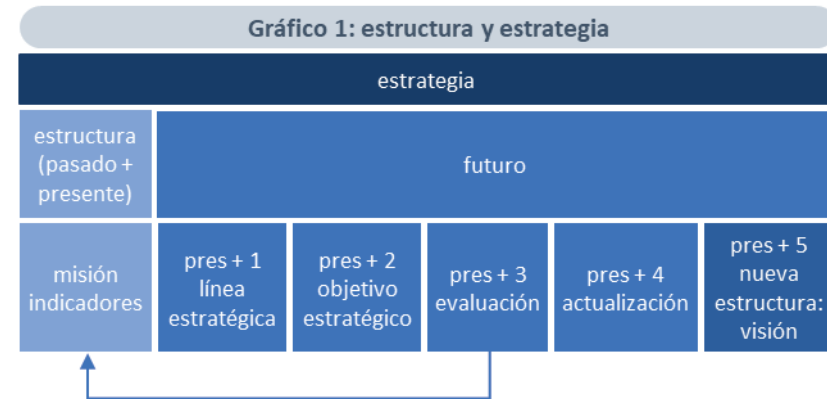 Gráfico 1: estructura y estrategia
estrategia
estructura
(pasado +
presente)
futuro
misión
indicadores
pres + 1
línea
estratégica
pres + 2
objetivo
estratégico
pres + 3
evaluación
pres + 4
actualización
pres + 5
nueva
estructura:
visión